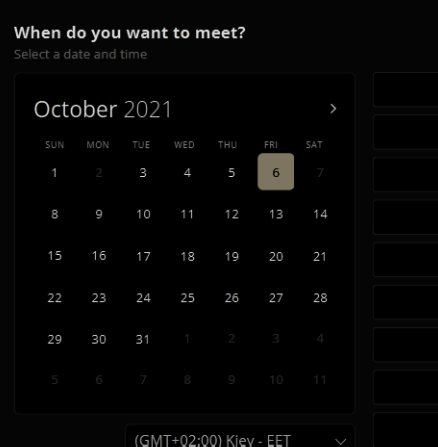 When do you want to meet?
Select a date and time
October 2021
SUN MON TUE WED THU FRI SAT
1 2 3 4 5 6 7
8 9 10 11 12 13 14
15 16 17 18 19 20 21
22 23 24 25 26 27 28
29 30 31 1 2 3 4
5 6 7 8 9 10 11
(GMT+02:00) Kiev - EET